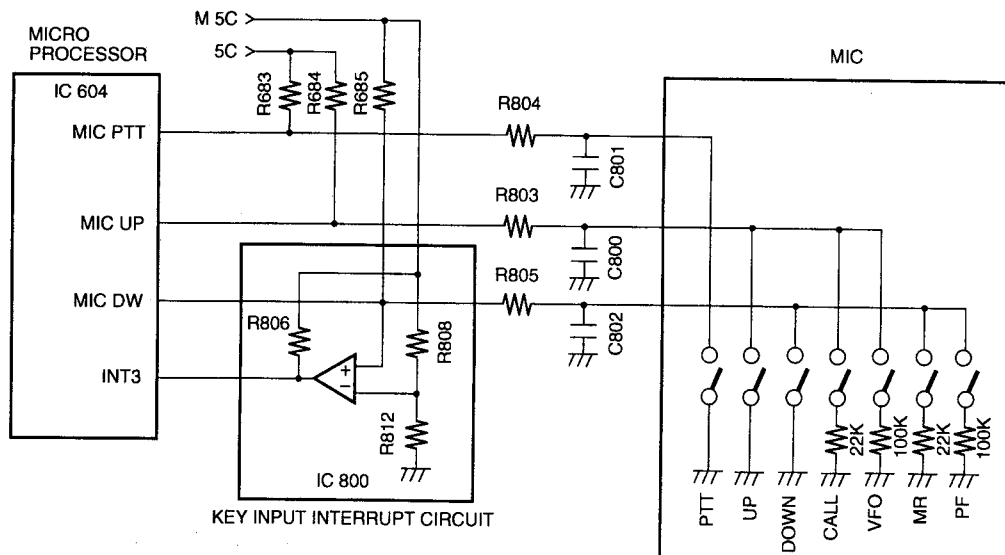 M 5C
5C
MICRO
PROCESSOR
IC 604
MIC
R683
R684
R685
R804
MIC PTT
C801
R803
MIC UP
C800
R805
MIC DW
C802
R806
R808
INT3
+
−
R812
IC 800
KEY INPUT INTERRUPT CIRCUIT
22K
100K
22K
100K
PTT
UP
DOWN
CALL
VFO
MR
PF